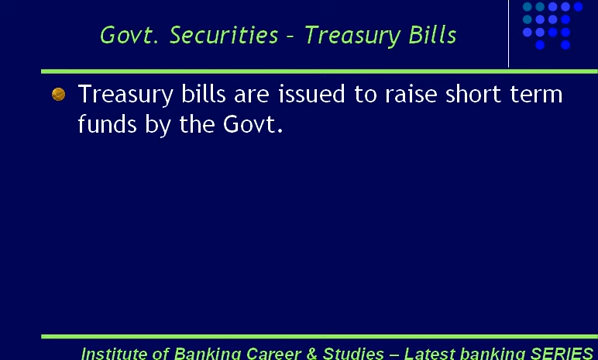 Govt. Securities – Treasury Bills
Treasury bills are issued to raise short term
funds by the Govt.
Institute of Banking Career & Studies – Latest banking SERIES